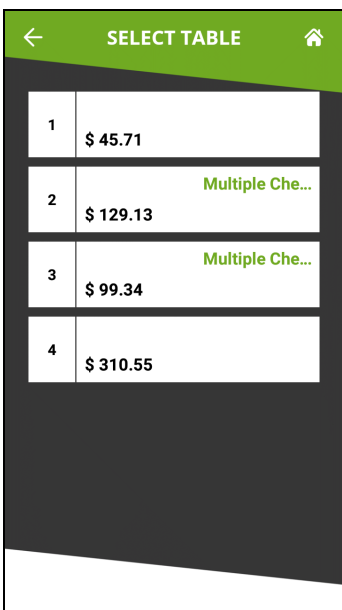 SELECT TABLE
1
$ 45.71
Multiple Che...
2
$ 129.13
Multiple Che...
3
$ 99.34
4
$ 310.55